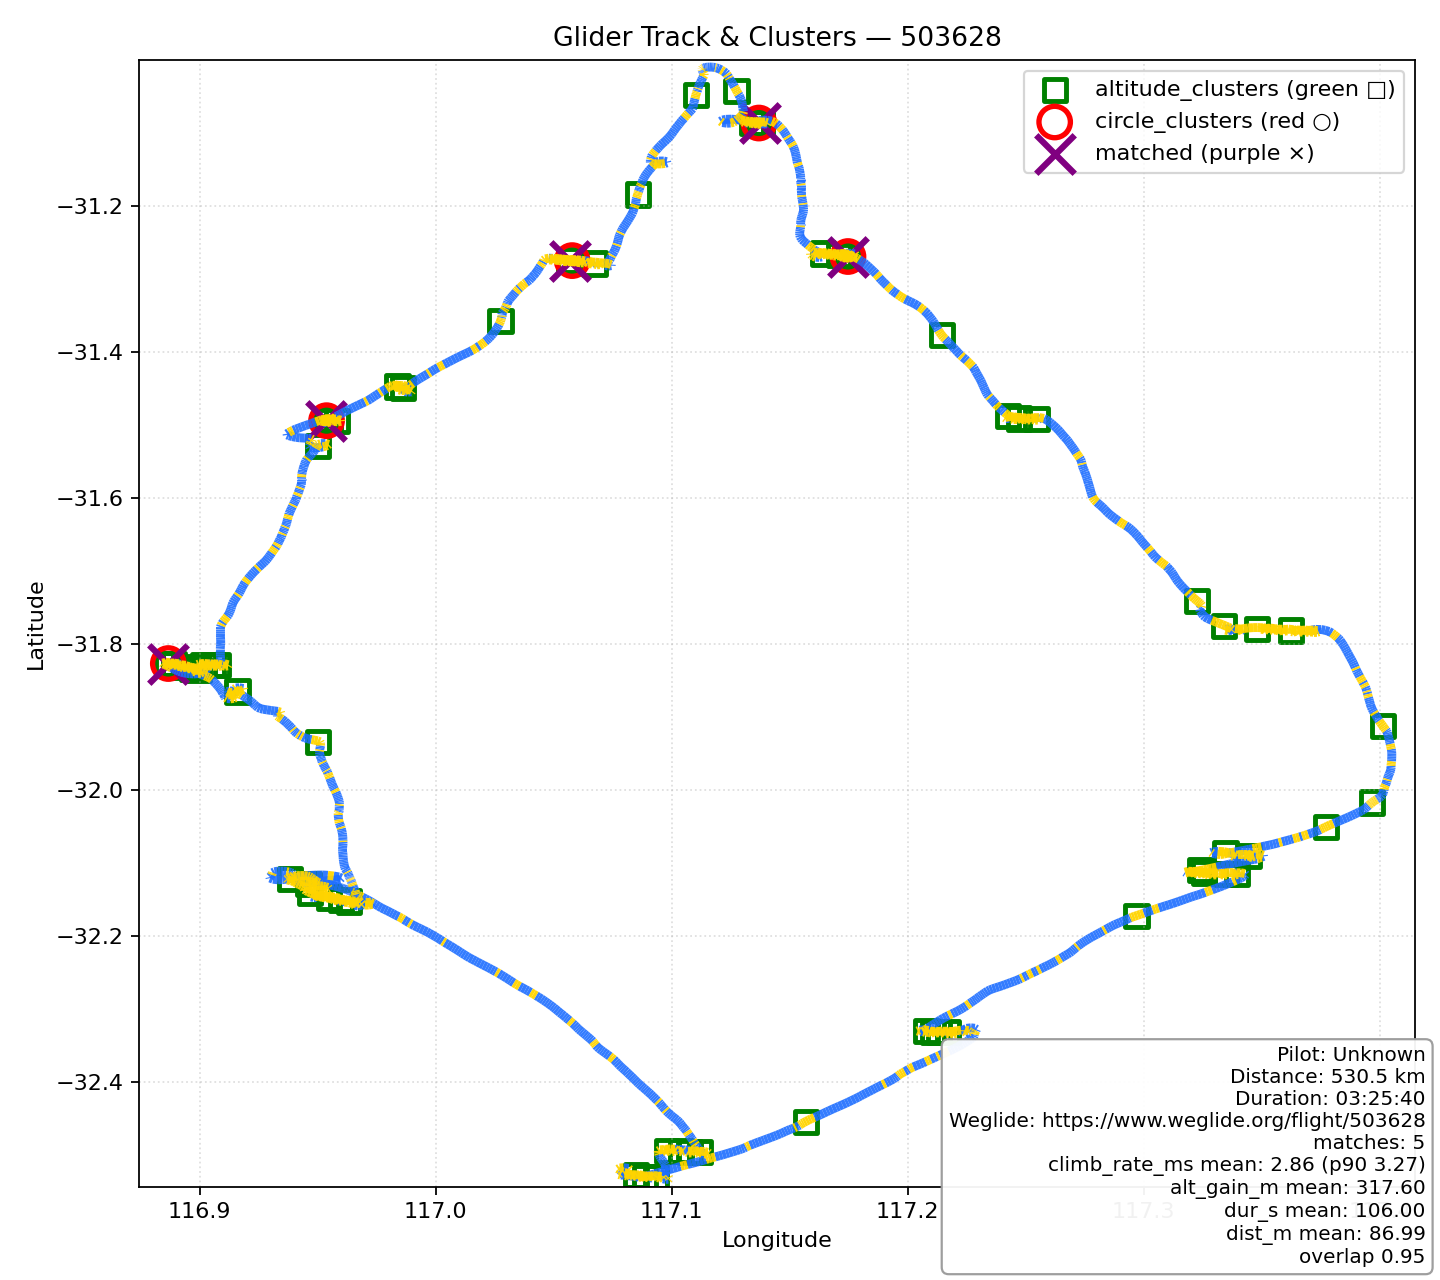 Glider Track & Clusters — 503628
altitude_clusters (green □)
circle_clusters (red ○)
matched (purple ×)
Latitude
−31.2
−31.4
−31.6
−31.8
−32.0
−32.2
−32.4
116.9
117.0
117.1
117.2
117.3
Longitude
Pilot: Unknown
Distance: 530.5 km
Duration: 03:25:40
Weglide: https://www.weglide.org/flight/503628
matches: 5
climb_rate_ms mean: 2.86 (p90 3.27)
alt_gain_m mean: 317.60
dur_s mean: 106.00
dist_m mean: 86.99
overlap 0.95